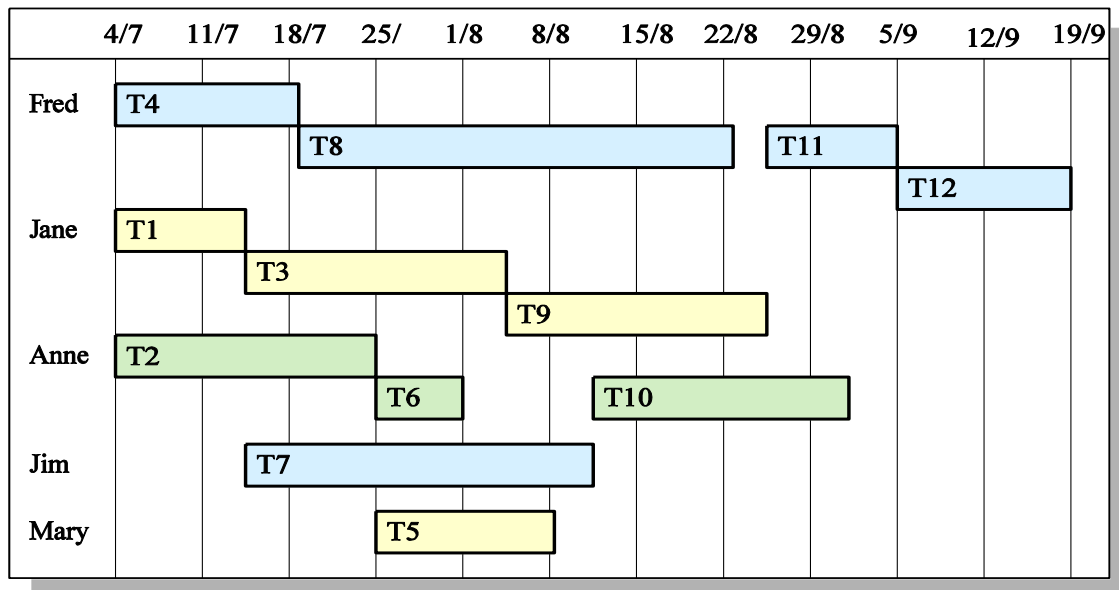 4/7 11/7 18/7 25/ 1/8 8/8 15/8 22/8 29/8 5/9 12/9 19/9
Fred T4
T8 T11
T12
Jane T1
T3
T9
Anne T2
T6 T10
Jim T7
Mary T5